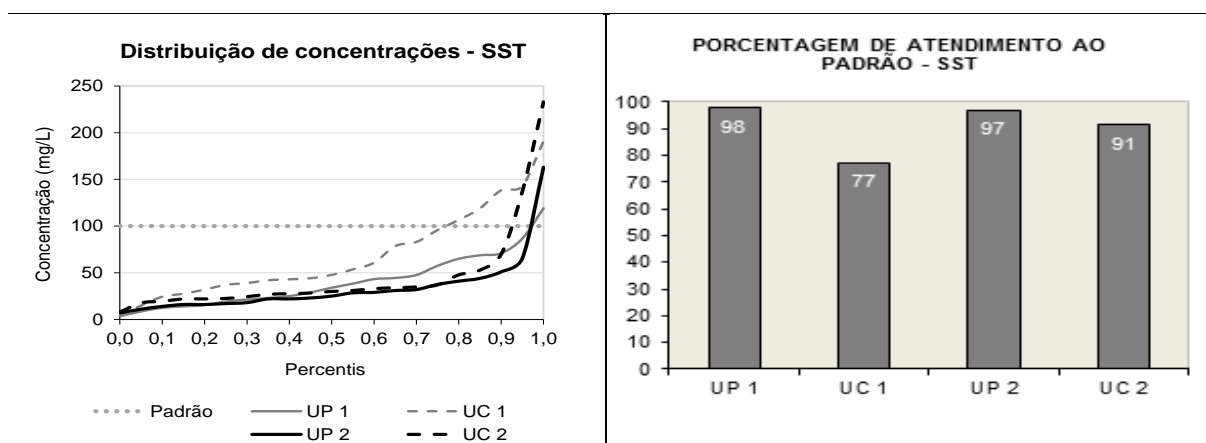 Distribuição de concentrações - SST
250
200
150
100
50
0
Concentração (mg/L)
0,0 0,1 0,2 0,3 0,4 0,5 0,6 0,7 0,8 0,9 1,0
Percentis
Padrão UP 1 UC 1
UP 2 UC 2
PORCENTAGEM DE ATENDIMENTO AO
PADRÃO - SST
100
90
80
70
60
50
40
30
20
10
0
98 77 97 91
UP 1 UC 1 UP 2 UC 2